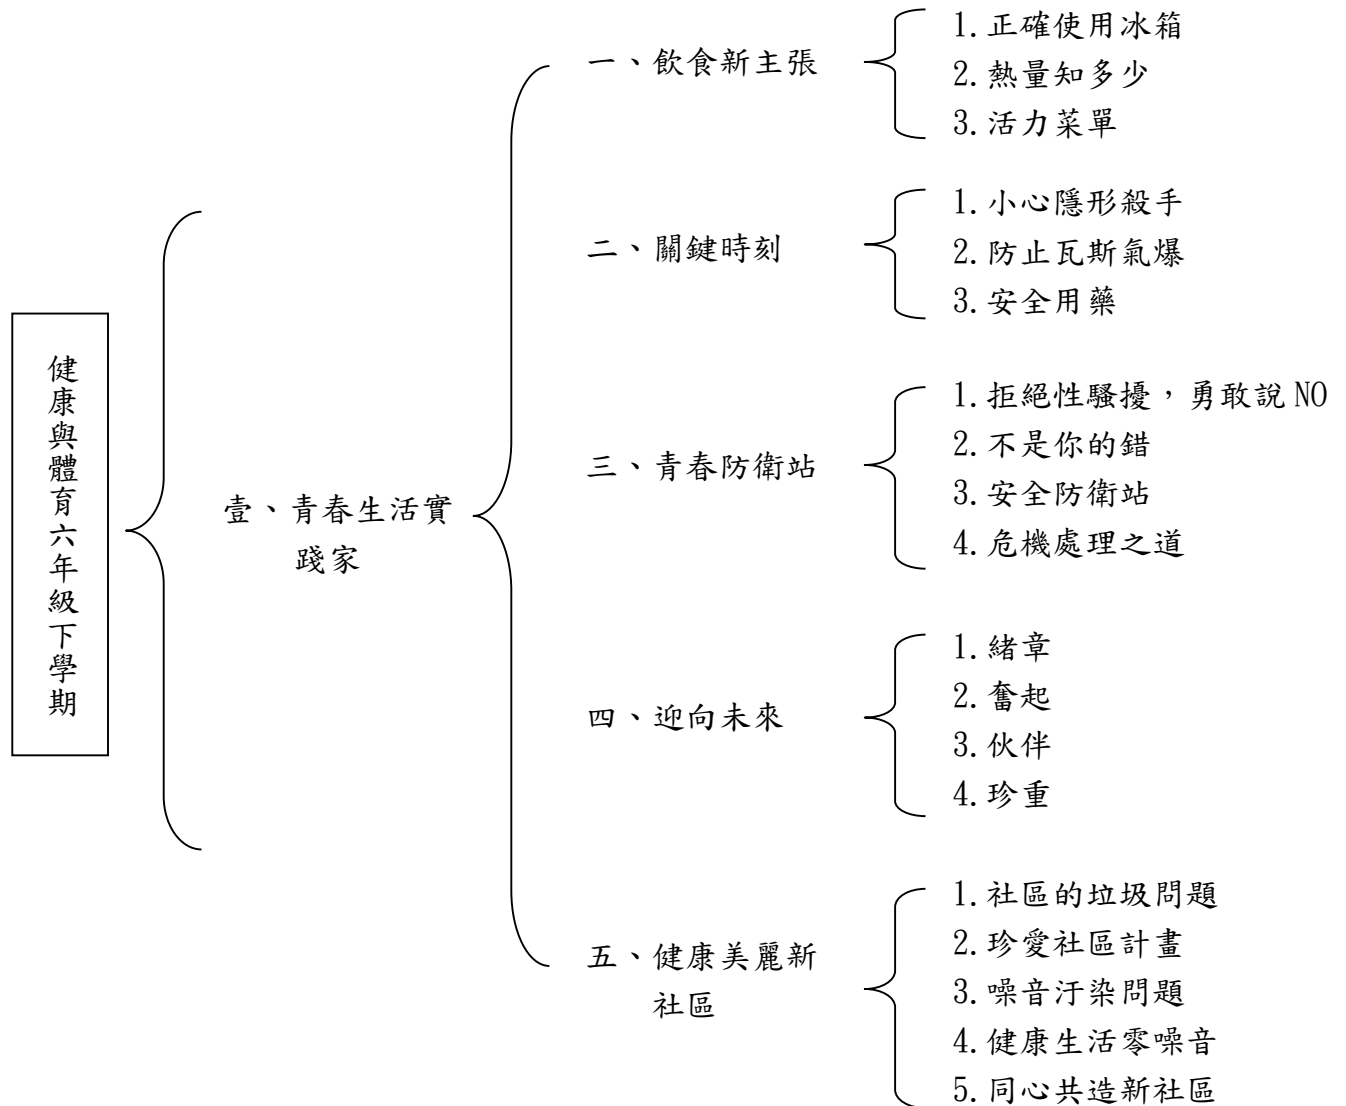 健康與體育六年級下學期
壹、青春生活實
踐家
一、飲食新主張
1.正確使用冰箱
2.熱量知多少
3.活力菜單
二、關鍵時刻
1.小心隱形殺手
2.防止瓦斯氣爆
3.安全用藥
三、青春防衛站
1.拒絕性騷擾，勇敢說 NO
2.不是你的錯
3.安全防衛站
4.危機處理之道
四、迎向未來
1.緒章
2.奮起
3.伙伴
4.珍重
五、健康美麗新
社區
1.社區的垃圾問題
2.珍愛社區計畫
3.噪音汙染問題
4.健康生活零噪音
5.同心共造新社區